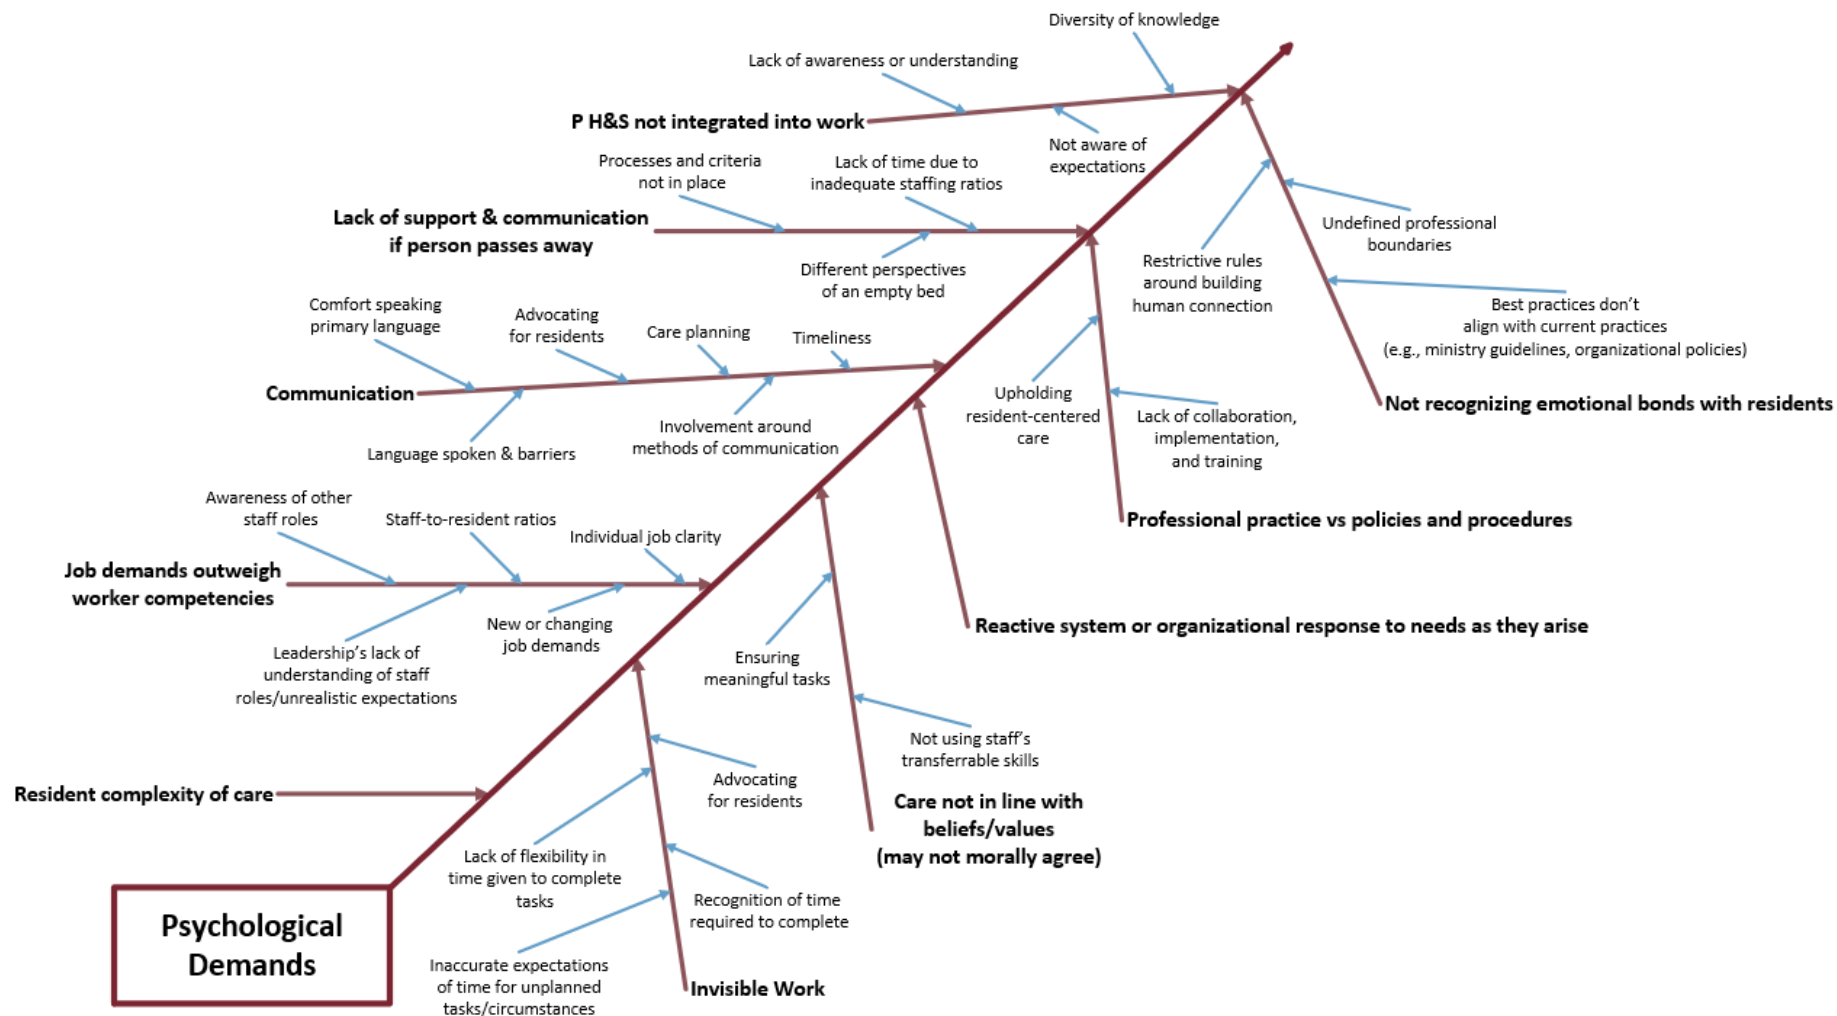 Diversity of knowledge
Lack of awareness or understanding
P H&S not integrated into work
Not aware of
expectations
Processes and criteria
not in place
Lack of time due to
inadequate staffing ratios
Lack of support & communication
if person passes away
Different perspectives
of an empty bed
Undefined professional
boundaries
Restrictive rules
around building
human connection
Best practices don’t
align with current practices
(e.g., ministry guidelines, organizational policies)
Not recognizing emotional bonds with residents
Comfort speaking
primary language
Advocating
for residents
Care planning
Timeliness
Communication
Language spoken & barriers
Involvement around
methods of communication
Upholding
resident-centered
care
Lack of collaboration,
implementation,
and training
Professional practice vs policies and procedures
Awareness of other
staff roles
Staff-to-resident ratios
Individual job clarity
Job demands outweigh
worker competencies
New or changing
job demands
Leadership’s lack of
understanding of staff
roles/unrealistic expectations
Reactive system or organizational response to needs as they arise
Ensuring
meaningful tasks
Not using staff’s
transferrable skills
Care not in line with
beliefs/values
(may not morally agree)
Resident complexity of care
Advocating
for residents
Lack of flexibility in
time given to complete
tasks
Recognition of time
required to complete
Inaccurate expectations
of time for unplanned
tasks/circumstances
Invisible Work
Psychological
Demands